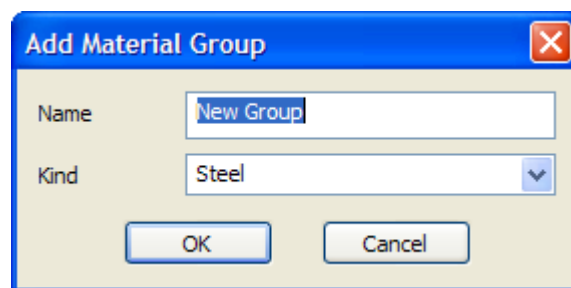 Add Material Group
Name New Group
Kind Steel
OK Cancel